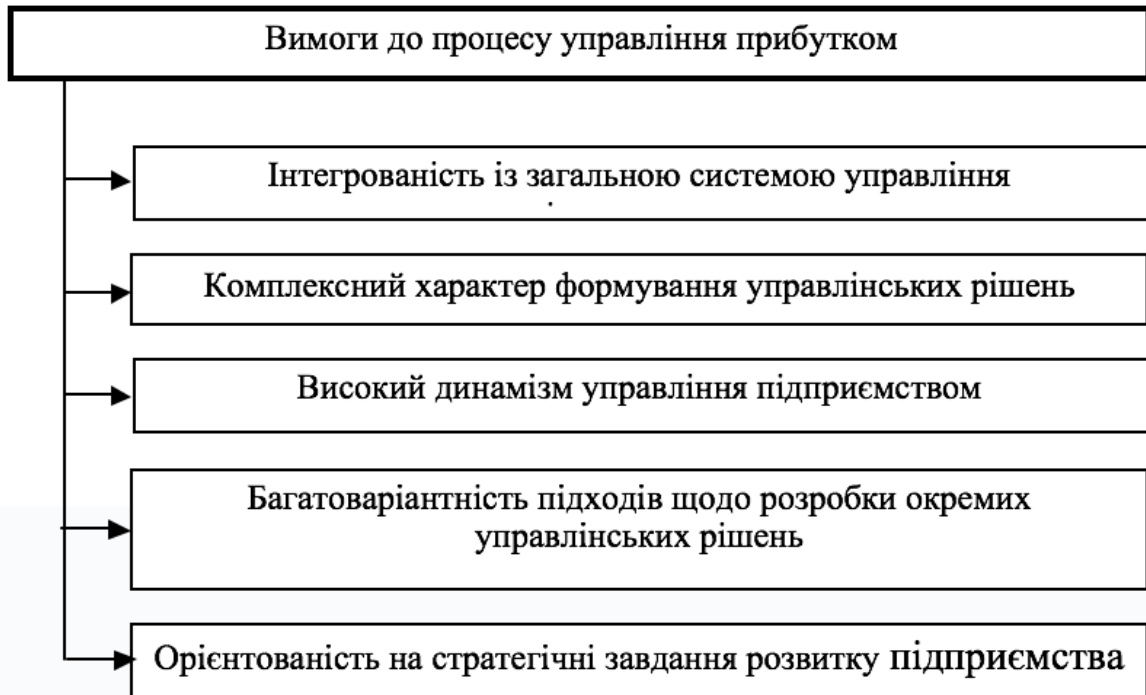 Вимоги до процесу управління прибутком
Інтегрованість із загальною системою управління
Комплексний характер формування управлінських рішень
Високий динамізм управління підприємством
Багатоваріантність підходів щодо розробки окремих
управлінських рішень
Орієнтованість на стратегічні завдання розвитку підприємства